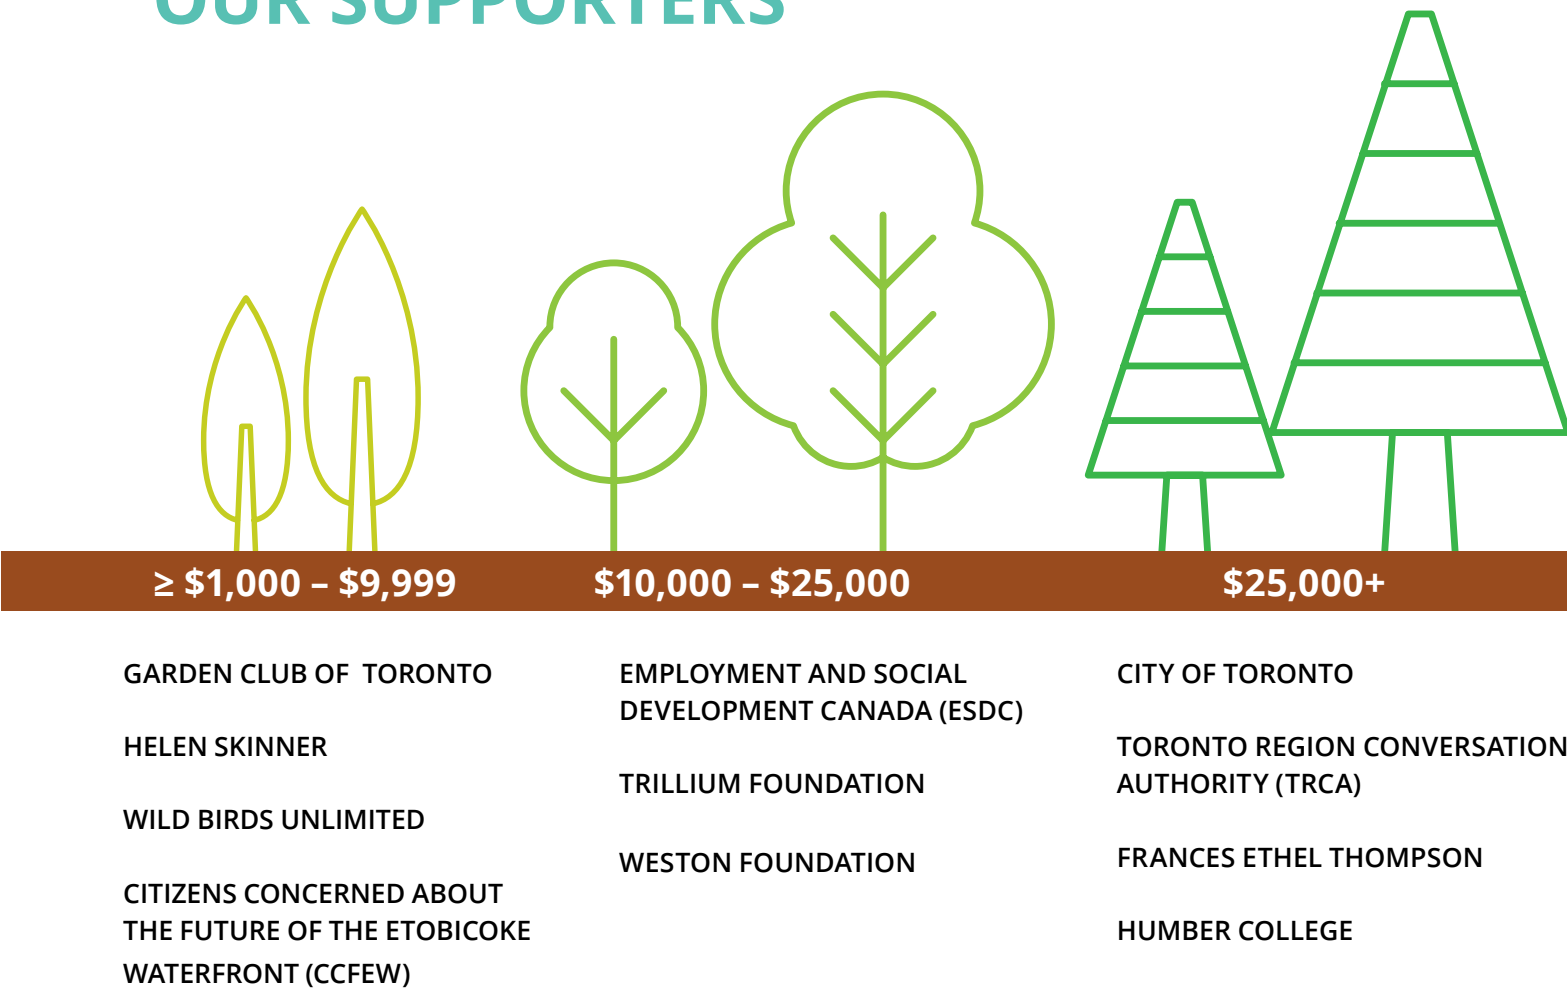 OUR SUPPORTERS
≥ $1,000 – $9,999
$10,000 – $25,000
$25,000+
GARDEN CLUB OF TORONTO
HELEN SKINNER
WILD BIRDS UNLIMITED
CITIZENS CONCERNED ABOUT
THE FUTURE OF THE ETOBICOKE
WATERFRONT (CCFEW)
EMPLOYMENT AND SOCIAL
DEVELOPMENT CANADA (ESDC)
TRILLIUM FOUNDATION
WESTON FOUNDATION
CITY OF TORONTO
TORONTO REGION CONVERSATION
AUTHORITY (TRCA)
FRANCES ETHEL THOMPSON
HUMBER COLLEGE